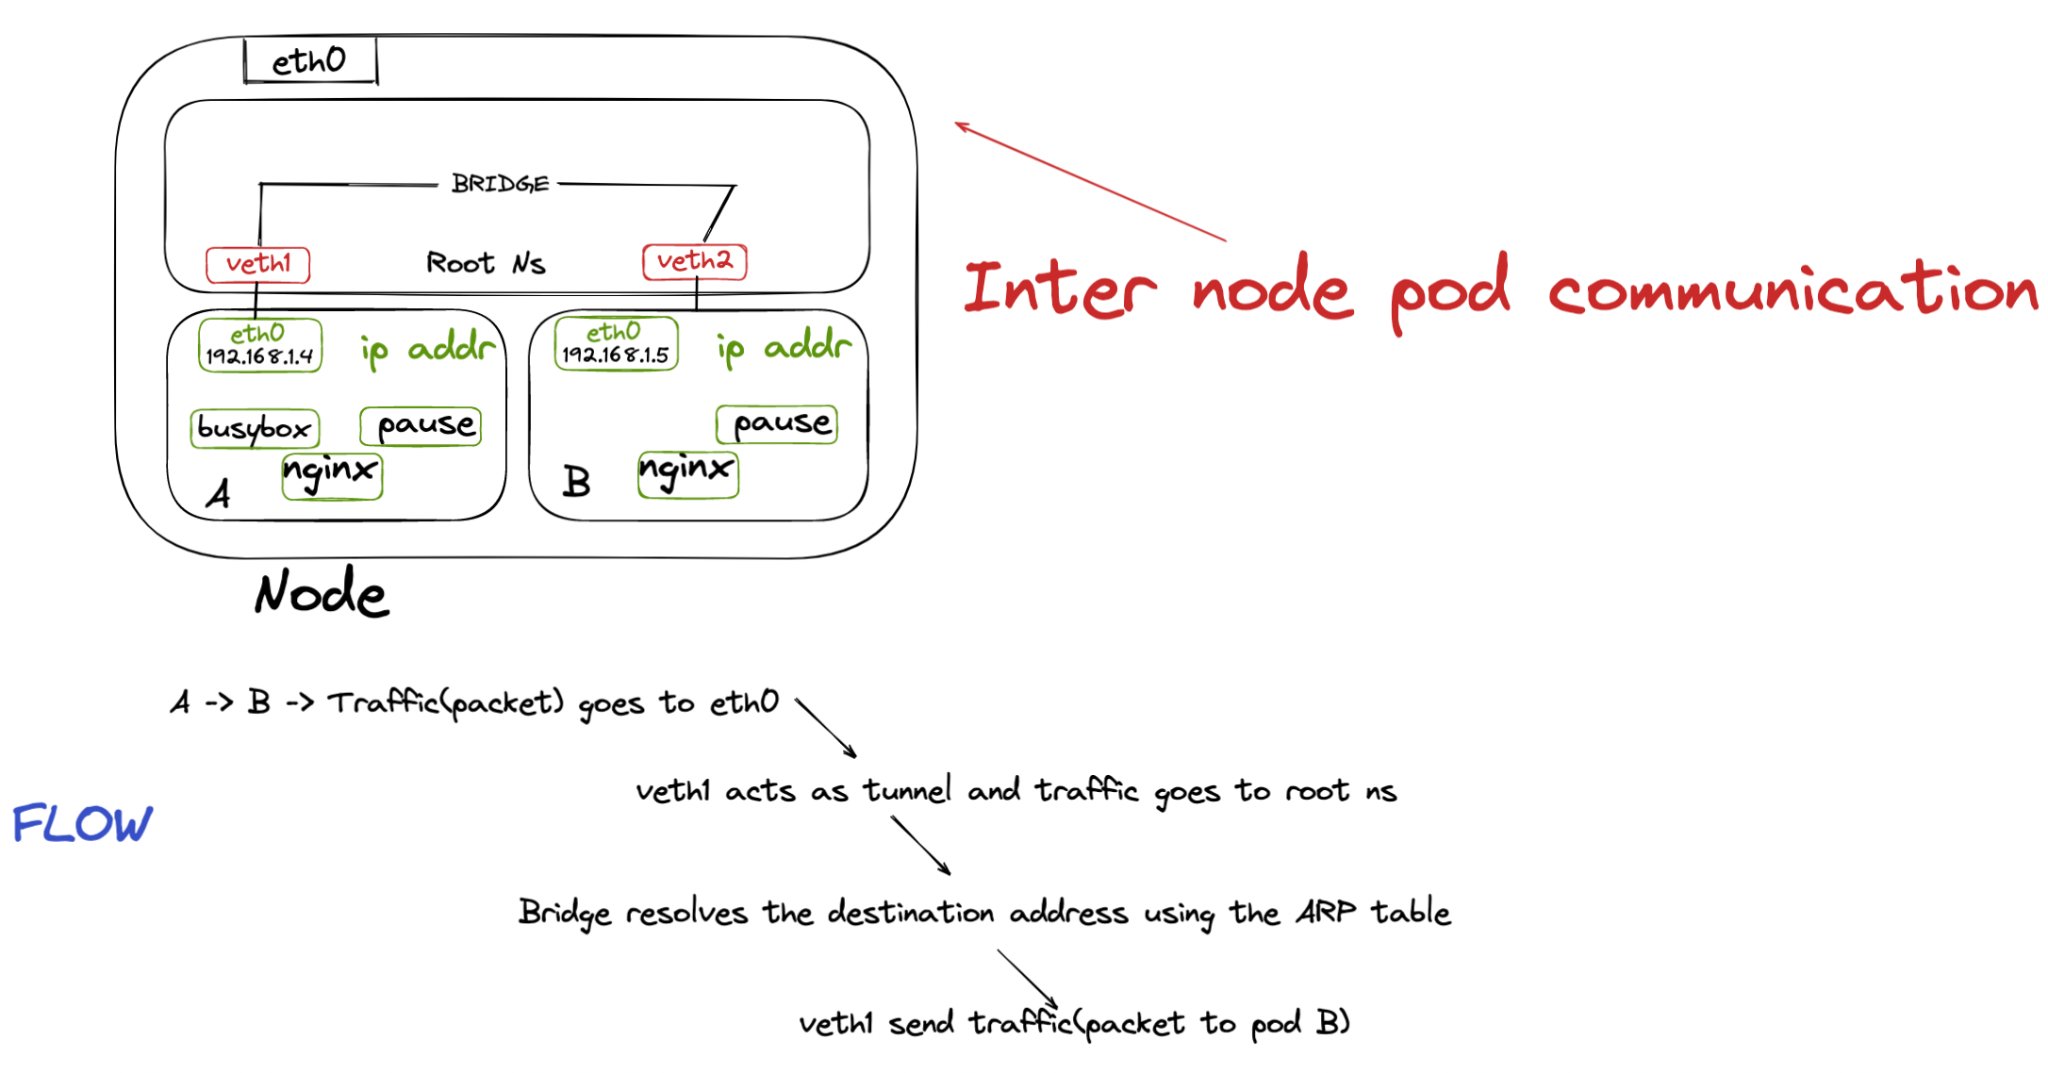 eth0
BRIDGE
veth1
Root Ns
veth2
Inter node pod communication
eth0
192.168.1.4
ip addr
busybox
pause
nginx
A
eth0
192.168.1.5
ip addr
pause
nginx
B
Node
A -> B -> Traffic(packet) goes to eth0
veth1 acts as tunnel and traffic goes to root ns
FLOW
Bridge resolves the destination address using the ARP table
veth1 send traffic(packet to pod B)